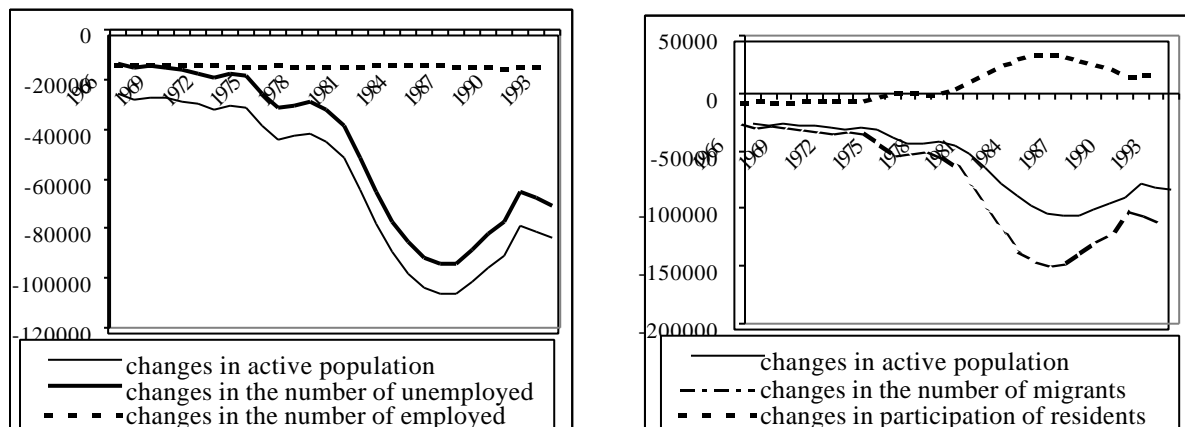 0
-20000
-40000
-60000
-80000
-100000
-120000
1966 1969 1972 1975 1978 1981 1984 1987 1990 1993
changes in active population
changes in the number of unemployed
changes in the number of employed
50000
0
-50000
-100000
-150000
-200000
1966 1969 1972 1975 1978 1981 1984 1987 1990 1993
changes in active population
changes in the number of migrants
changes in participation of residents